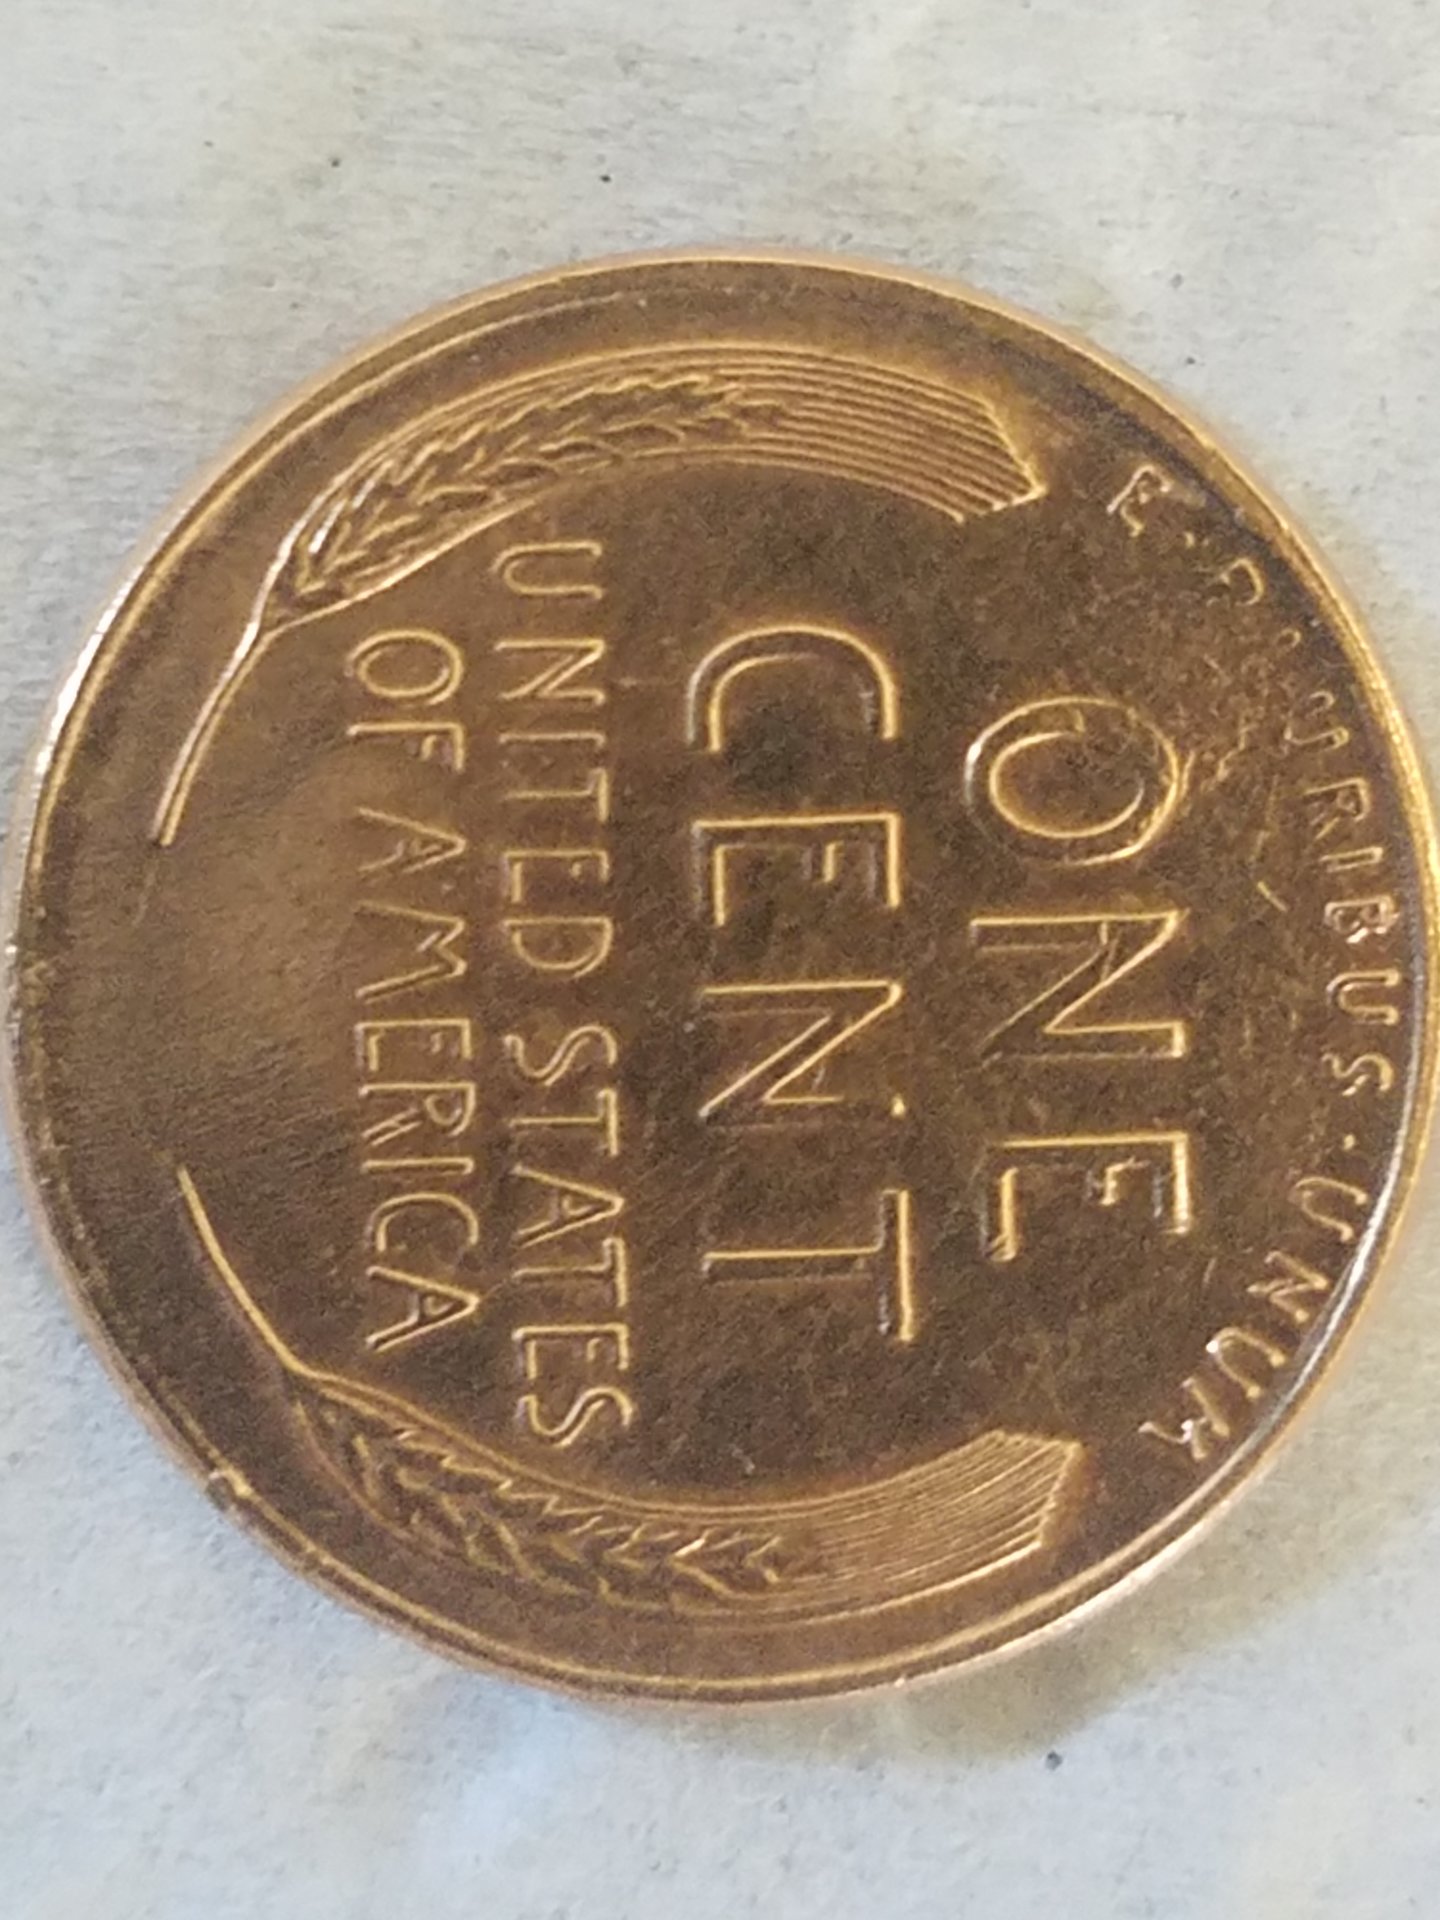 E·PLURIBUS·UNUM
ONE
CENT
UNITED STATES
OF AMERICA